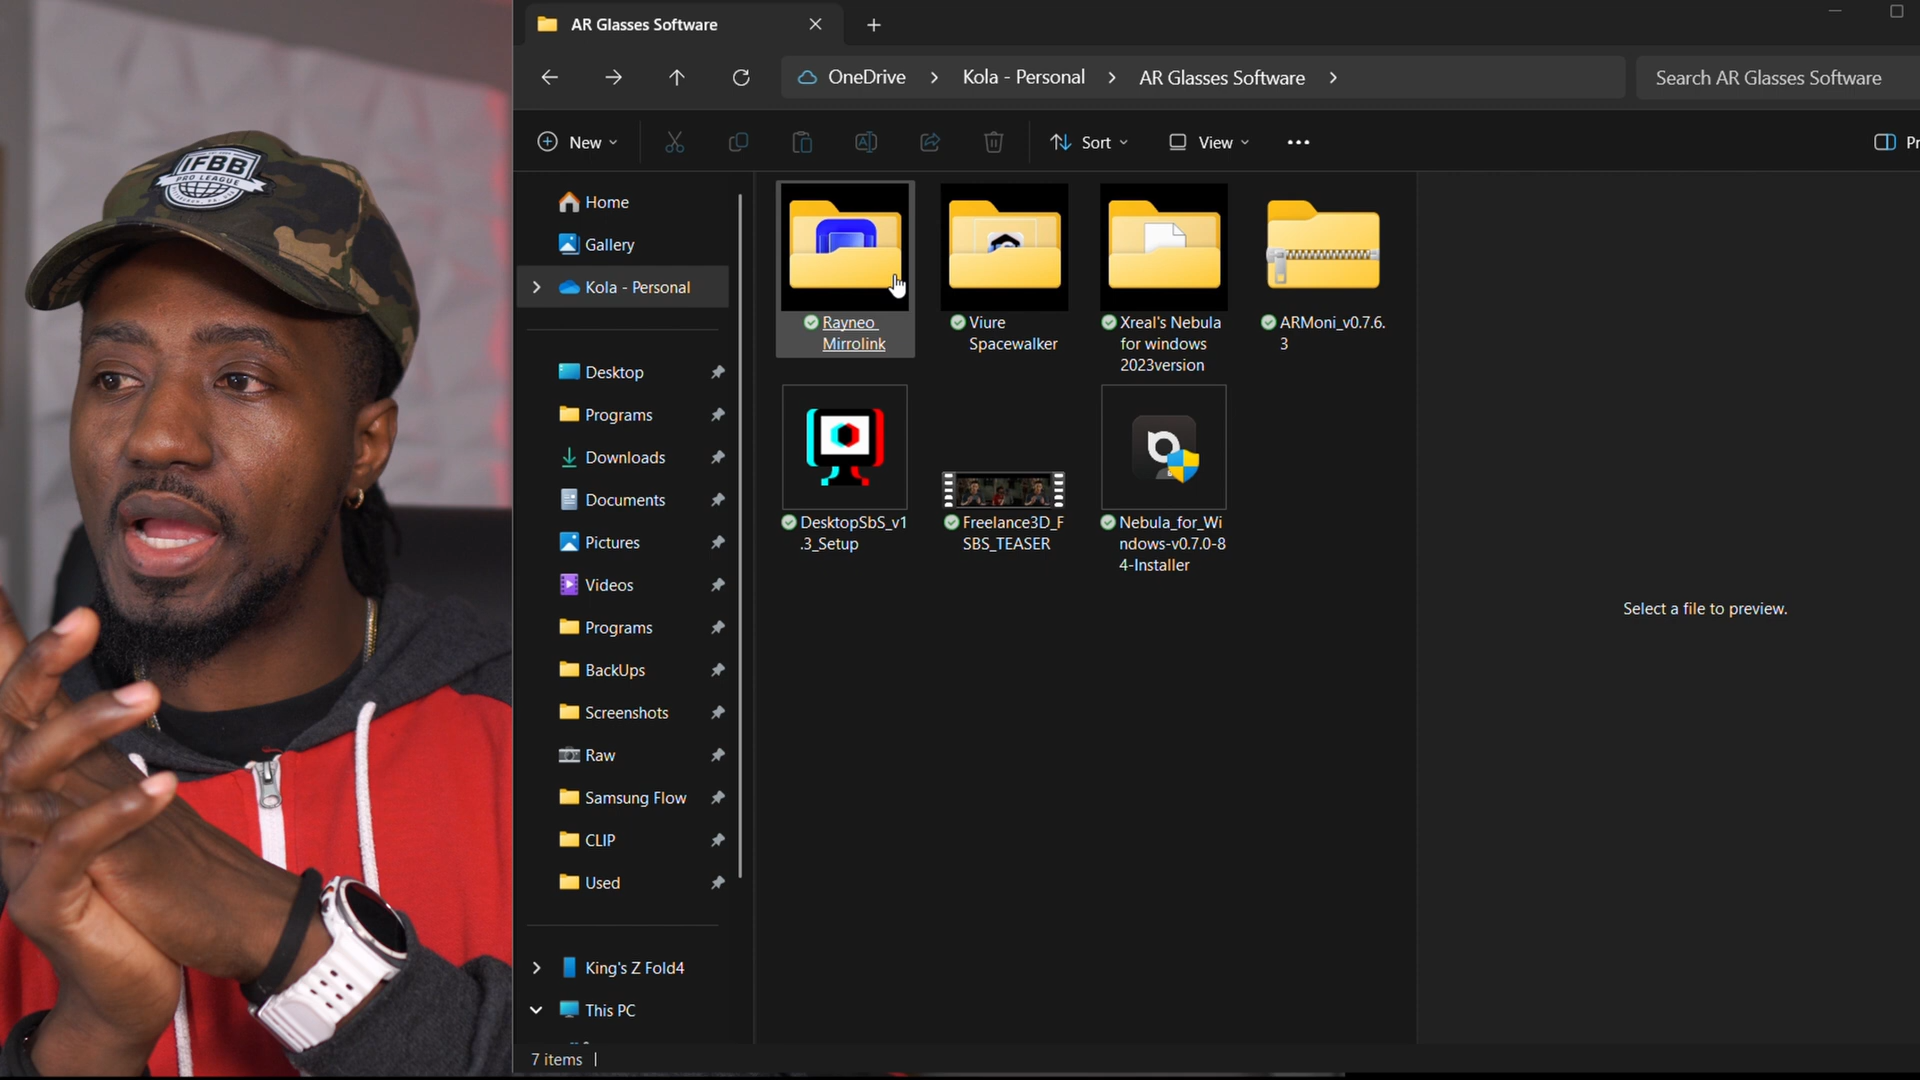 AR Glasses Software
OneDrive
Kola - Personal
AR Glasses Software
Search AR Glasses Software
New
Sort
View
Home
Gallery
Kola - Personal
Desktop
Programs
Downloads
Documents
Pictures
Videos
Programs
BackUps
Screenshots
Raw
Samsung Flow
CLIP
Used
King's Z Fold4
This PC
7 items
Rayneo
Mirrolink
Viure
Spacewalker
Xreal's Nebula
for windows
2023version
ARMoni_v0.7.6.
3
DesktopSbS_v1
.3_Setup
Freelance3D_F
SBS_TEASER
Nebula_for_Wi
ndows-v0.7.0-8
4-Installer
Select a file to preview.
IFBB
PRO LEAGUE